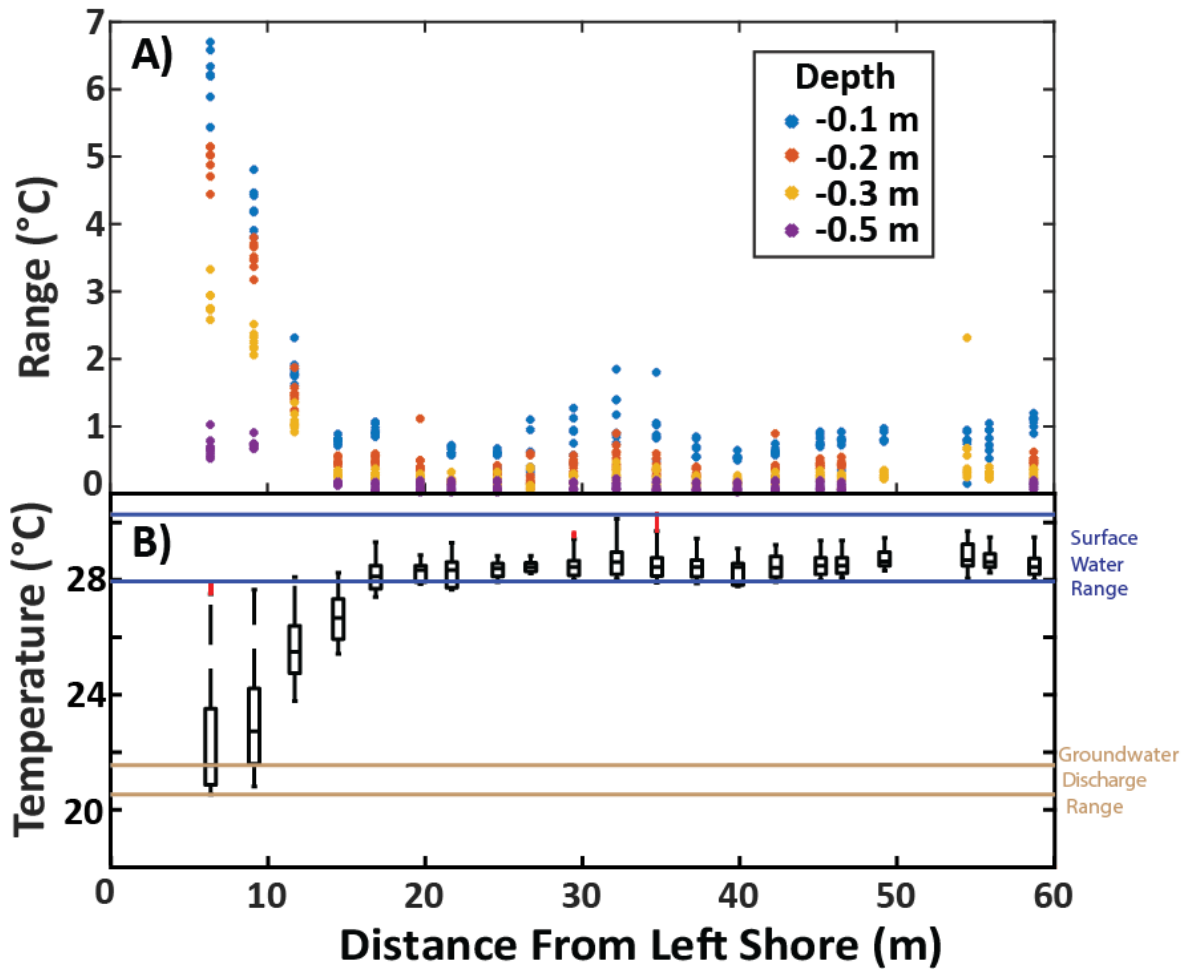 A)
7
6
5
4
3
2
1
0
Range (°C)
Depth
-0.1 m
-0.2 m
-0.3 m
-0.5 m
B)
28
24
20
Temperature (°C)
Surface
Water
Range
Groundwater
Discharge
Range
0 10 20 30 40 50 60
Distance From Left Shore (m)